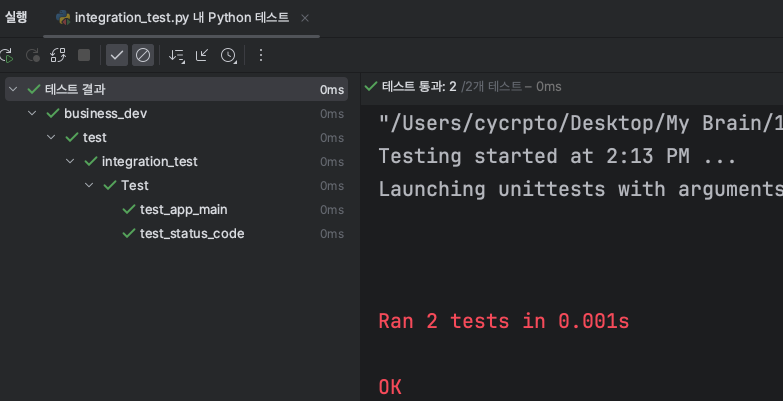 실행
integration_test.py 내 Python 테스트
테스트 결과 0ms
business_dev 0ms
test 0ms
integration_test 0ms
Test 0ms
test_app_main 0ms
test_status_code 0ms
테스트 통과: 2 /2개 테스트 – 0ms
"/Users/cycrpto/Desktop/My Brain/1
Testing started at 2:13 PM ...
Launching unittests with arguments
Ran 2 tests in 0.001s
OK